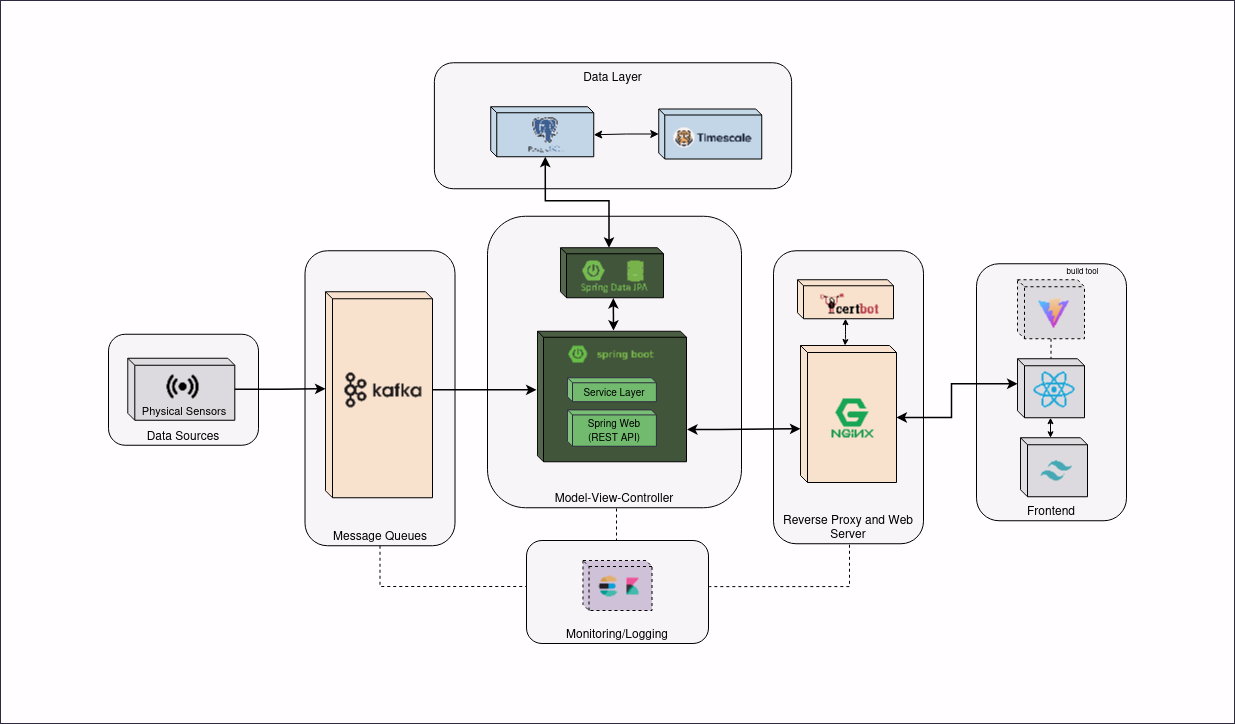 Data Layer
Timescale
Spring Data JPA
spring boot
Service Layer
Spring Web
(REST API)
Model-View-Controller
kafka
Message Queues
Physical Sensors
Data Sources
certbot
NGINX
Reverse Proxy and Web
Server
build tool
Frontend
Monitoring/Logging